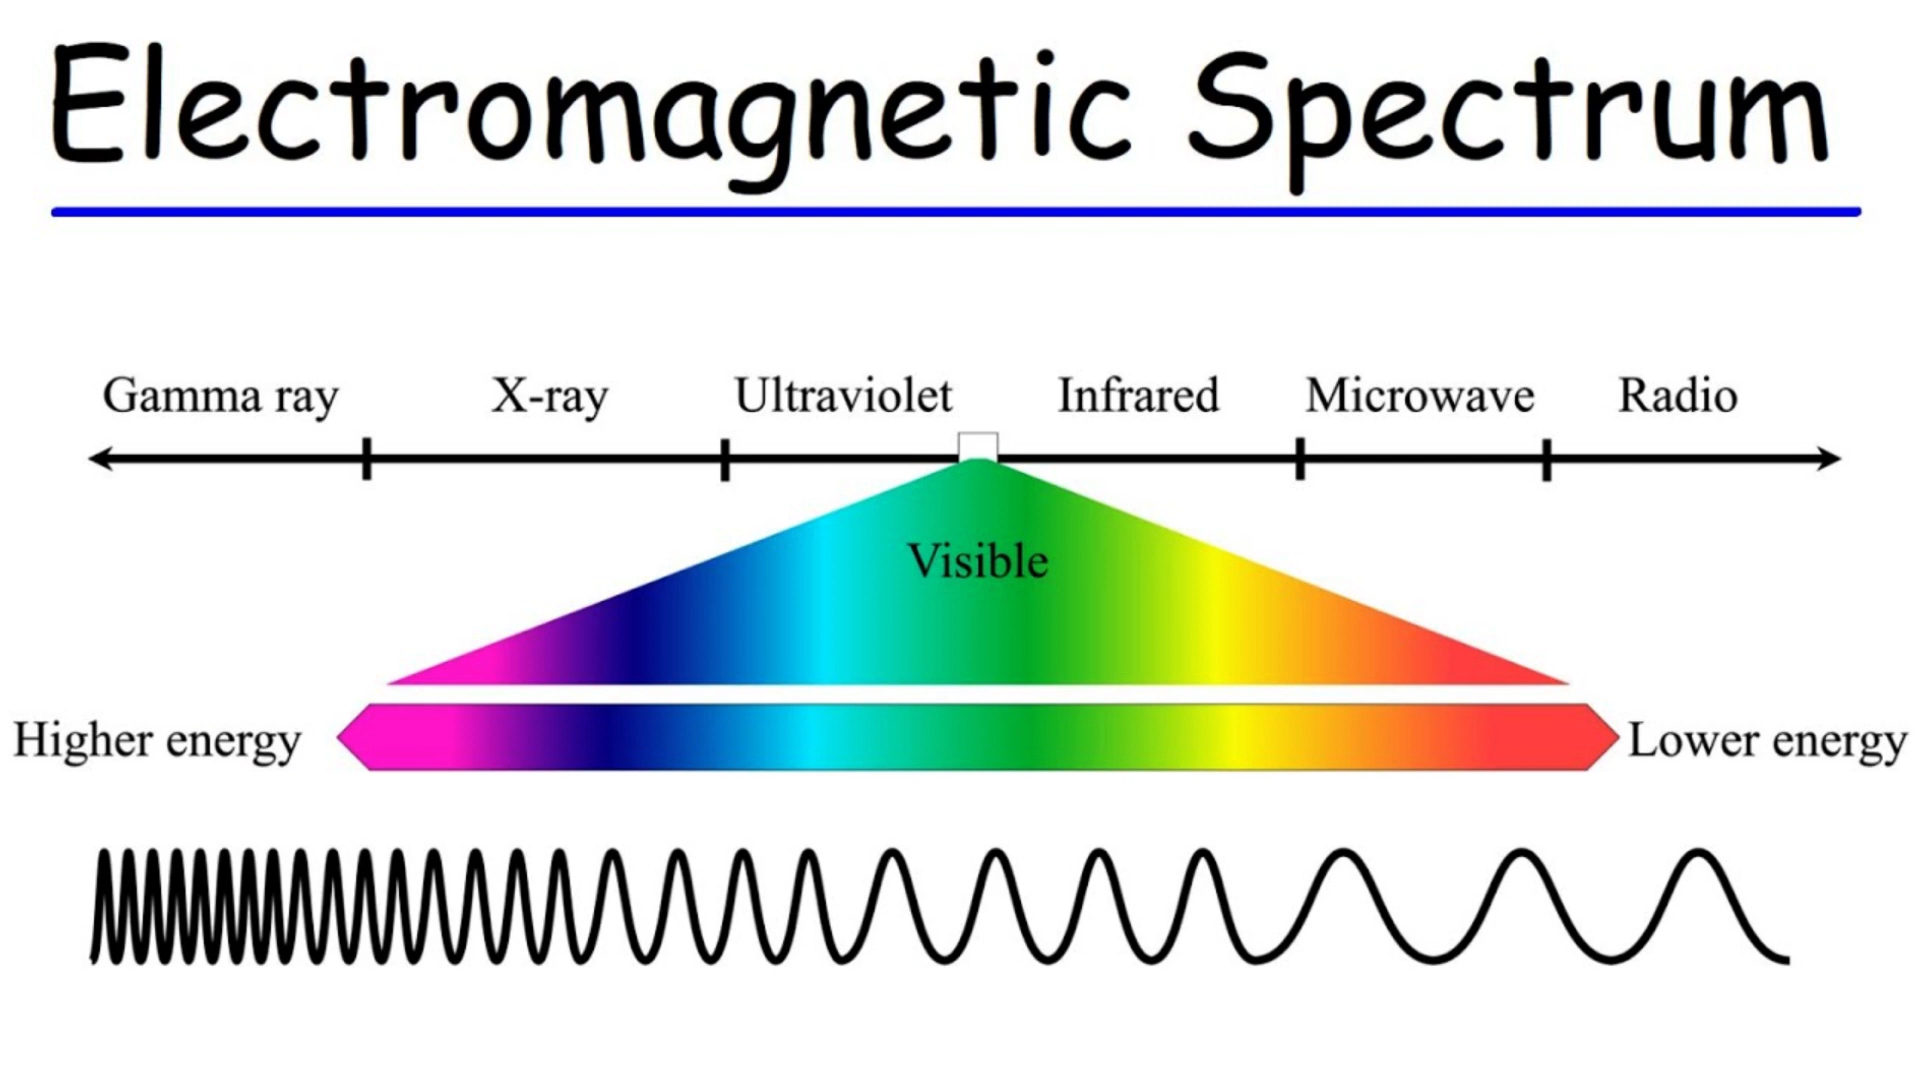 Electromagnetic Spectrum
Gamma ray X-ray Ultraviolet Infrared Microwave Radio
Visible
Higher energy Lower energy